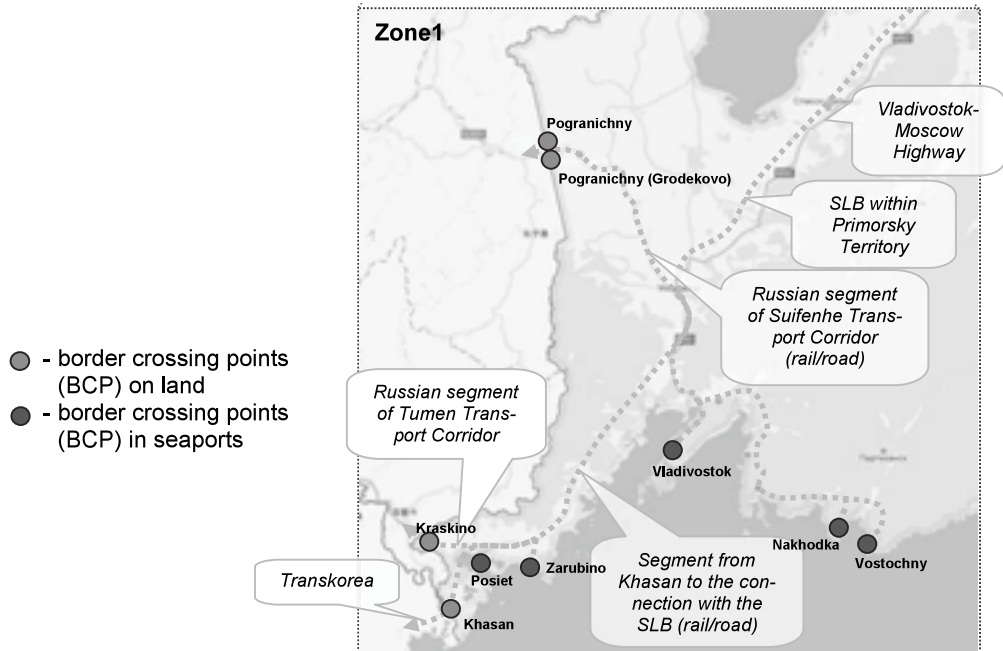 Zone1
Pogranichny
Pogranichny (Grodekovo)
Vladivostok-
Moscow
Highway
SLB within
Primorsky
Territory
Russian segment
of Suifenhe Trans-
port Corridor
(rail/road)
- border crossing points
(BCP) on land
- border crossing points
(BCP) in seaports
Russian segment
of Tumen Trans-
port Corridor
Vladivostok
Kraskino
Posiet
Zarubino
Nakhodka
Vostochny
Transkorea
Khasan
Segment from
Khasan to the con-
nection with the
SLB (rail/road)